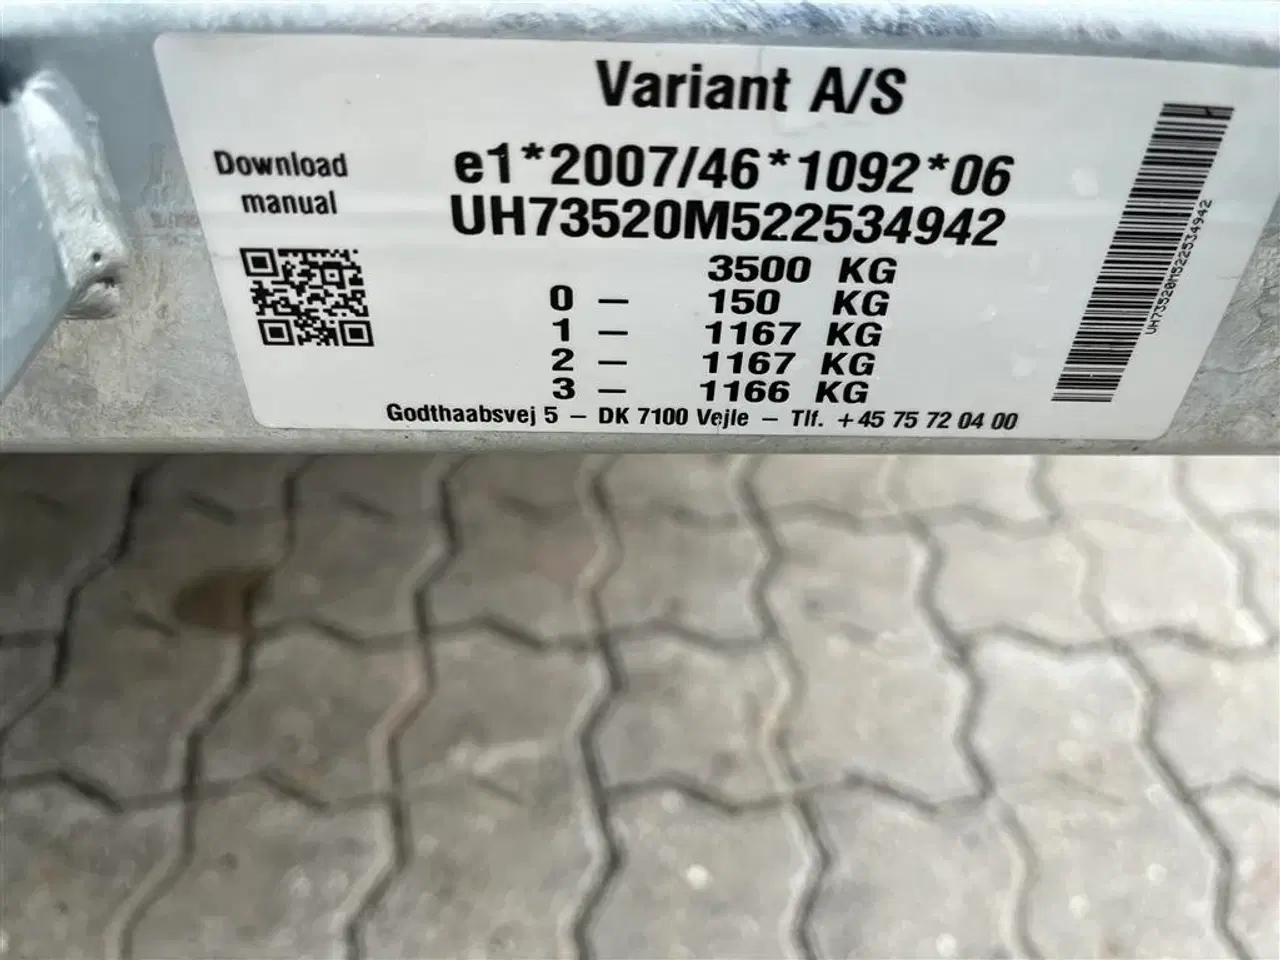 Variant A/S
Download
manual
e1*2007/46*1092*06
UH73520M522534942
3500 KG
0 – 150 KG
1 – 1167 KG
2 – 1167 KG
3 – 1166 KG
Godthaabsvej 5 – DK 7100 Vejle – Tlf. +45 75 72 04 00
UH73520M522534942